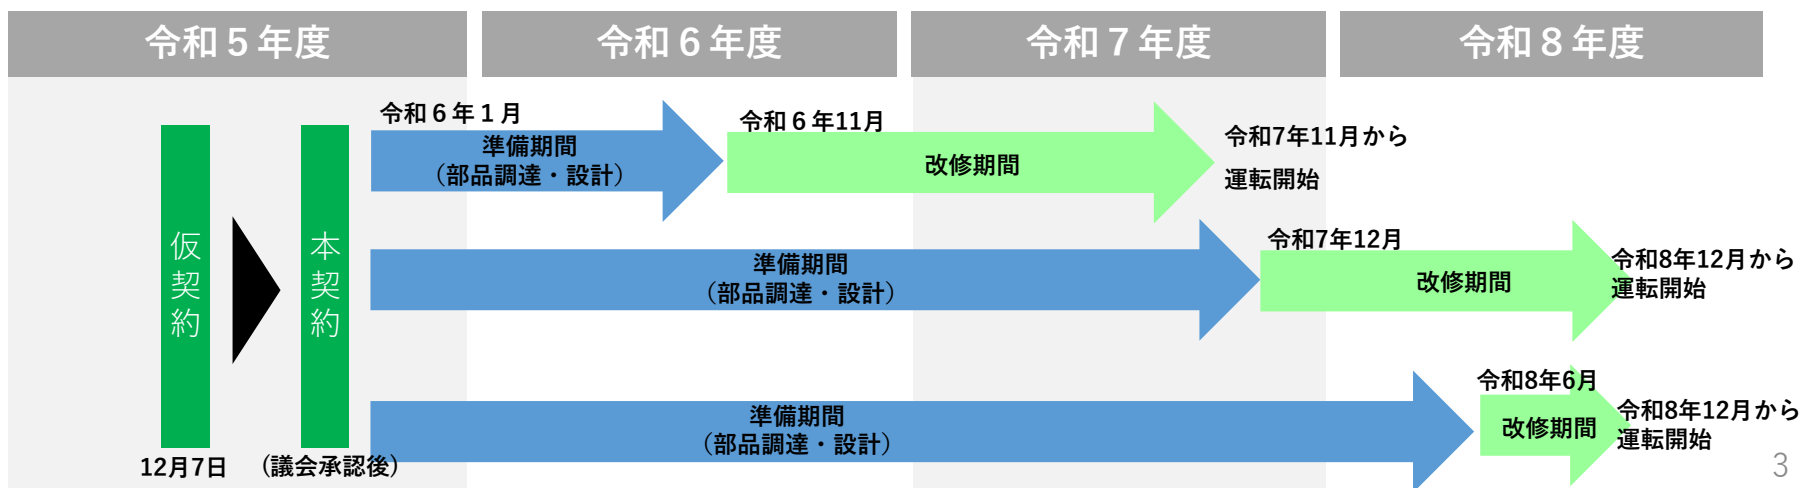 令和５年度
令和６年度
令和７年度
令和８年度
令和６年１月
準備期間
（部品調達・設計）
令和６年11月
改修期間
令和7年11月から
運転開始
仮契約
本契約
準備期間
（部品調達・設計）
令和7年12月
改修期間
令和8年12月から
運転開始
準備期間
（部品調達・設計）
令和8年6月
改修期間
令和8年12月から
運転開始
12月7日
（議会承認後）
3